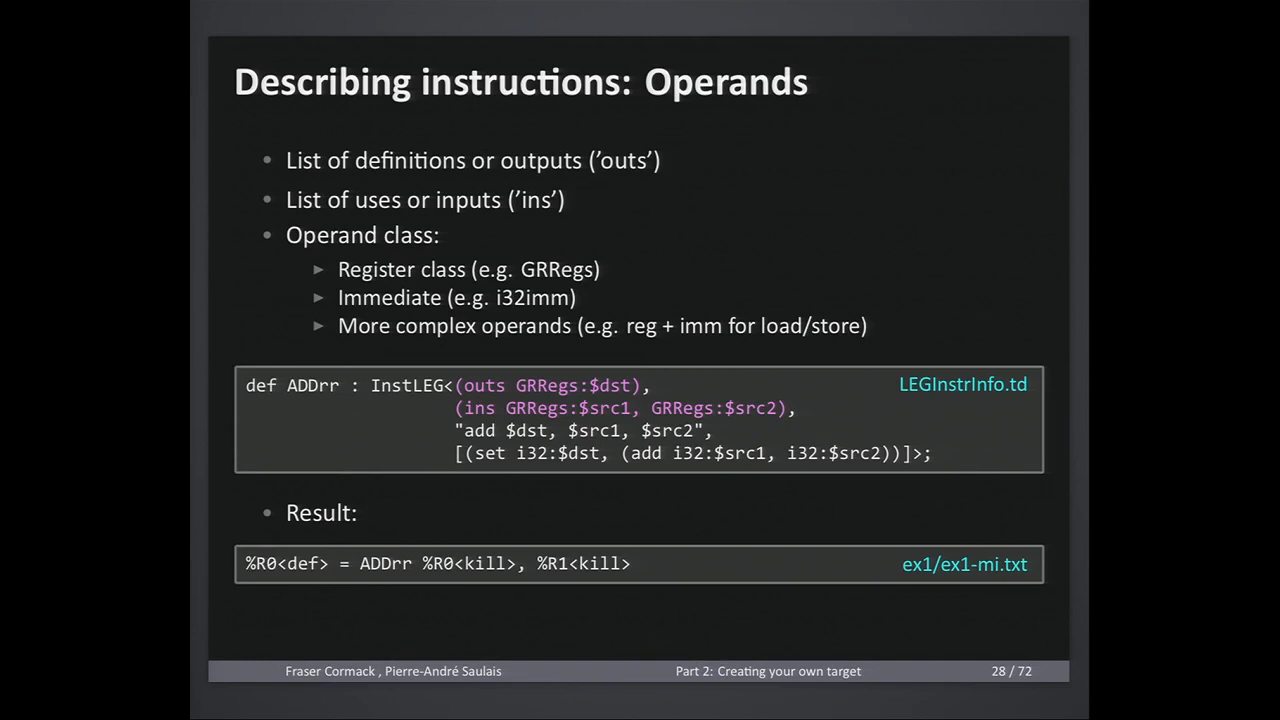 Describing instructions: Operands
• List of definitions or outputs ('outs')
• List of uses or inputs ('ins')
• Operand class:
▶ Register class (e.g. GRRegs)
▶ Immediate (e.g. i32imm)
▶ More complex operands (e.g. reg + imm for load/store)
def ADDrr : InstLEG<(outs GRRegs:$dst), LEGInstrInfo.td
(ins GRRegs:$src1, GRRegs:$src2),
"add $dst, $src1, $src2",
[(set i32:$dst, (add i32:$src1, i32:$src2))]>;
• Result:
%R0<def> = ADDrr %R0<kill>, %R1<kill> ex1/ex1-mi.txt
Fraser Cormack , Pierre-André Saulais Part 2: Creating your own target 28 / 72